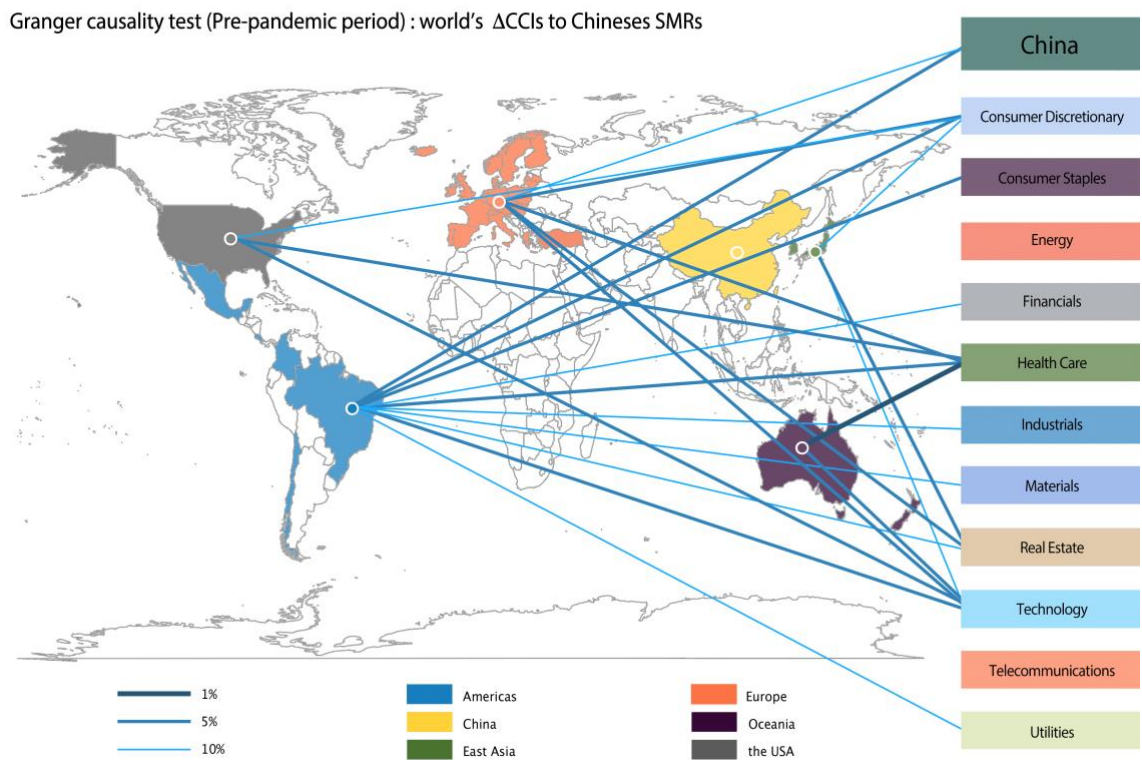 Granger causality test (Pre-pandemic period) : world's ΔCCIs to Chineses SMRs
China
Consumer Discretionary
Consumer Staples
Energy
Financials
Health Care
Industrials
Materials
Real Estate
Technology
Telecommunications
Utilities
1%
5%
10%
Americas
China
East Asia
Europe
Oceania
the USA